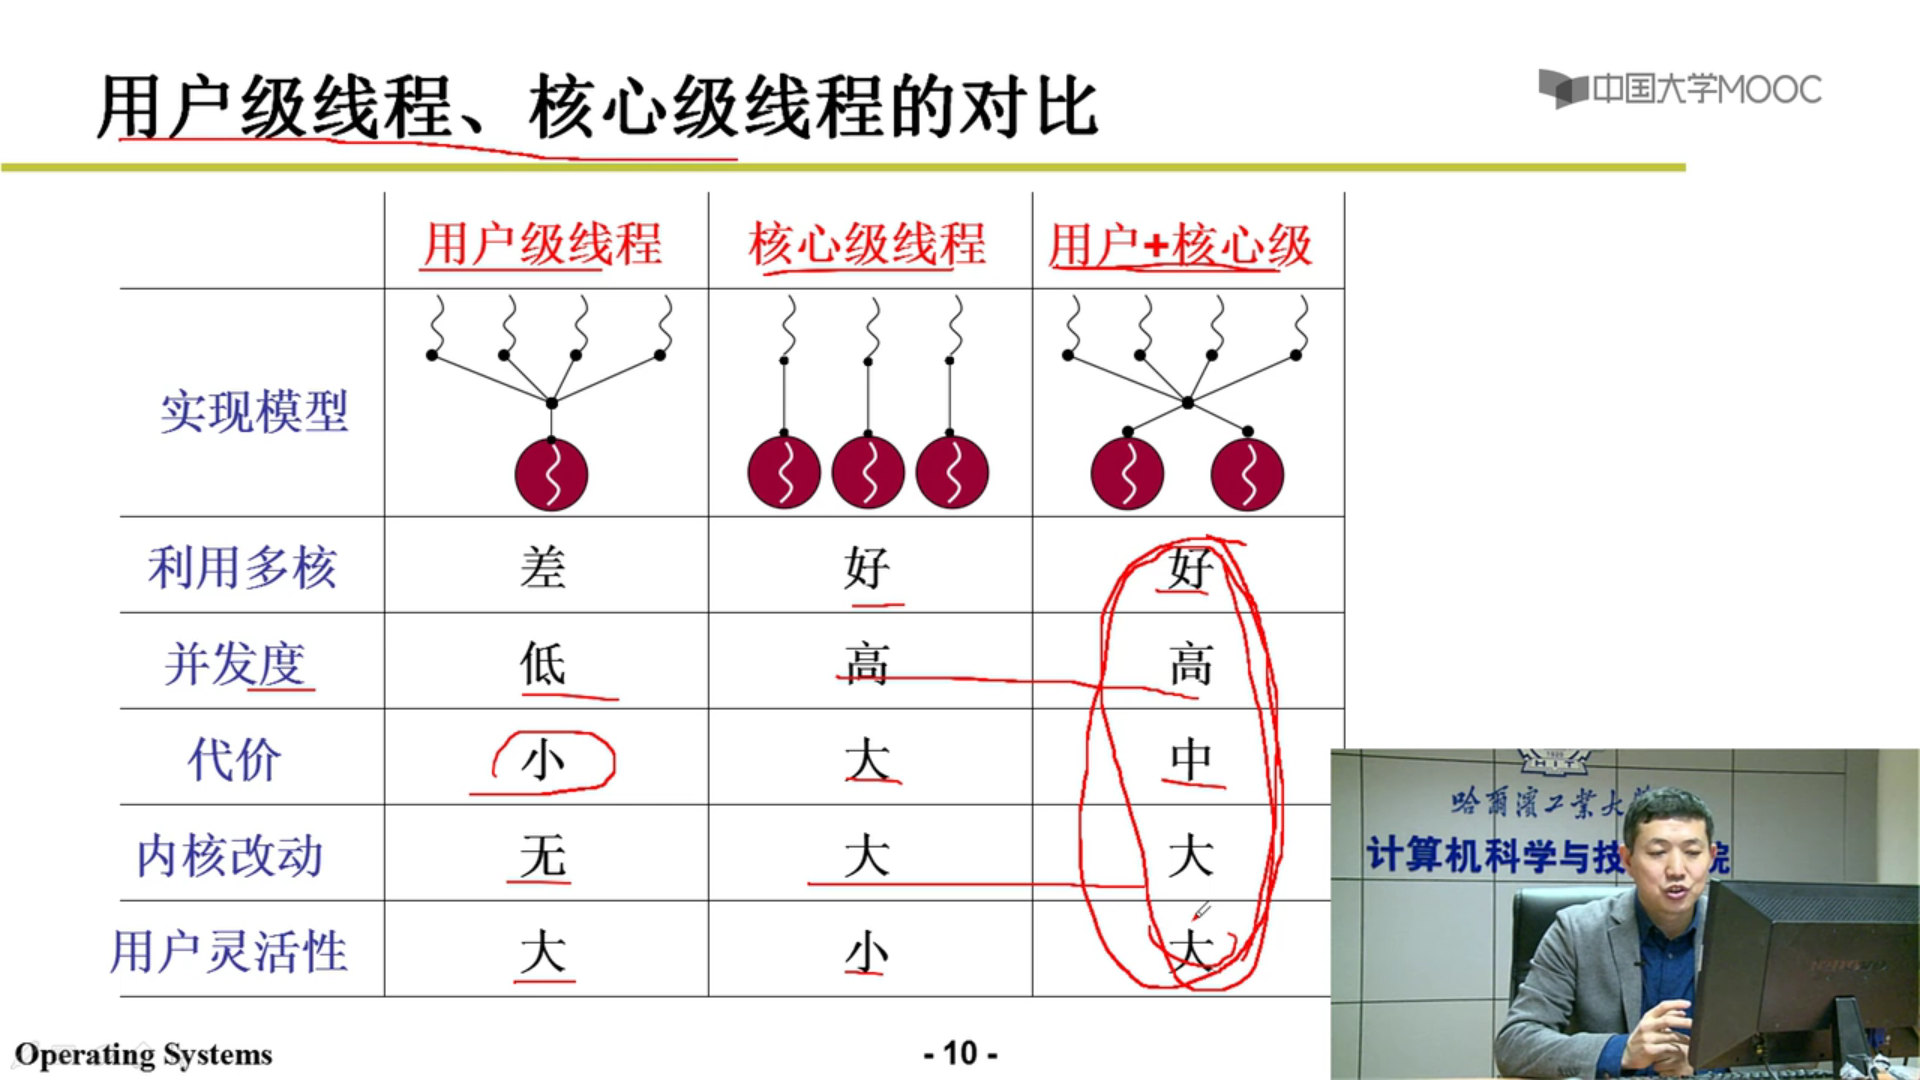 用户级线程、核心级线程的对比
中国大学MOOC
用户级线程 核心级线程 用户+核心级
实现模型
利用多核 差 好 好
并发度 低 高 高
代价 小 大 中
内核改动 无 大 大
用户灵活性 大 小 大
哈尔滨工业大学
计算机科学与技 院
Operating Systems
- 10 -